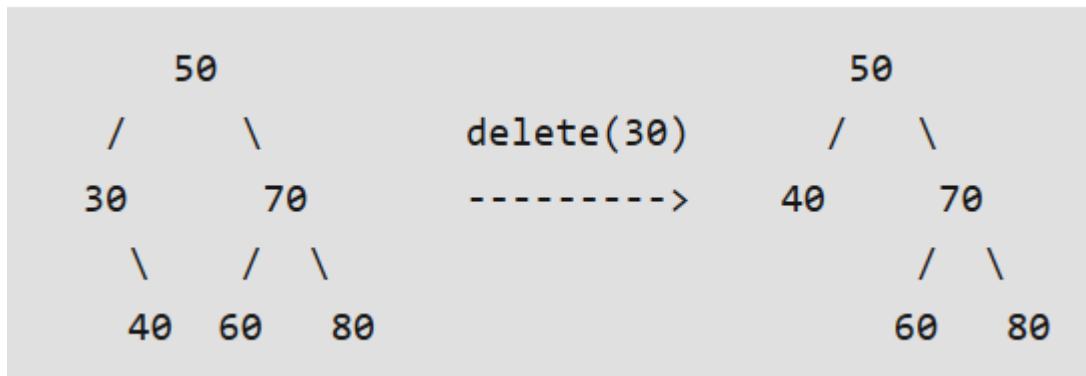 50 50
/ \ delete(30) / \
30 70 ---------> 40 70
\ / \ / \
40 60 80 60 80